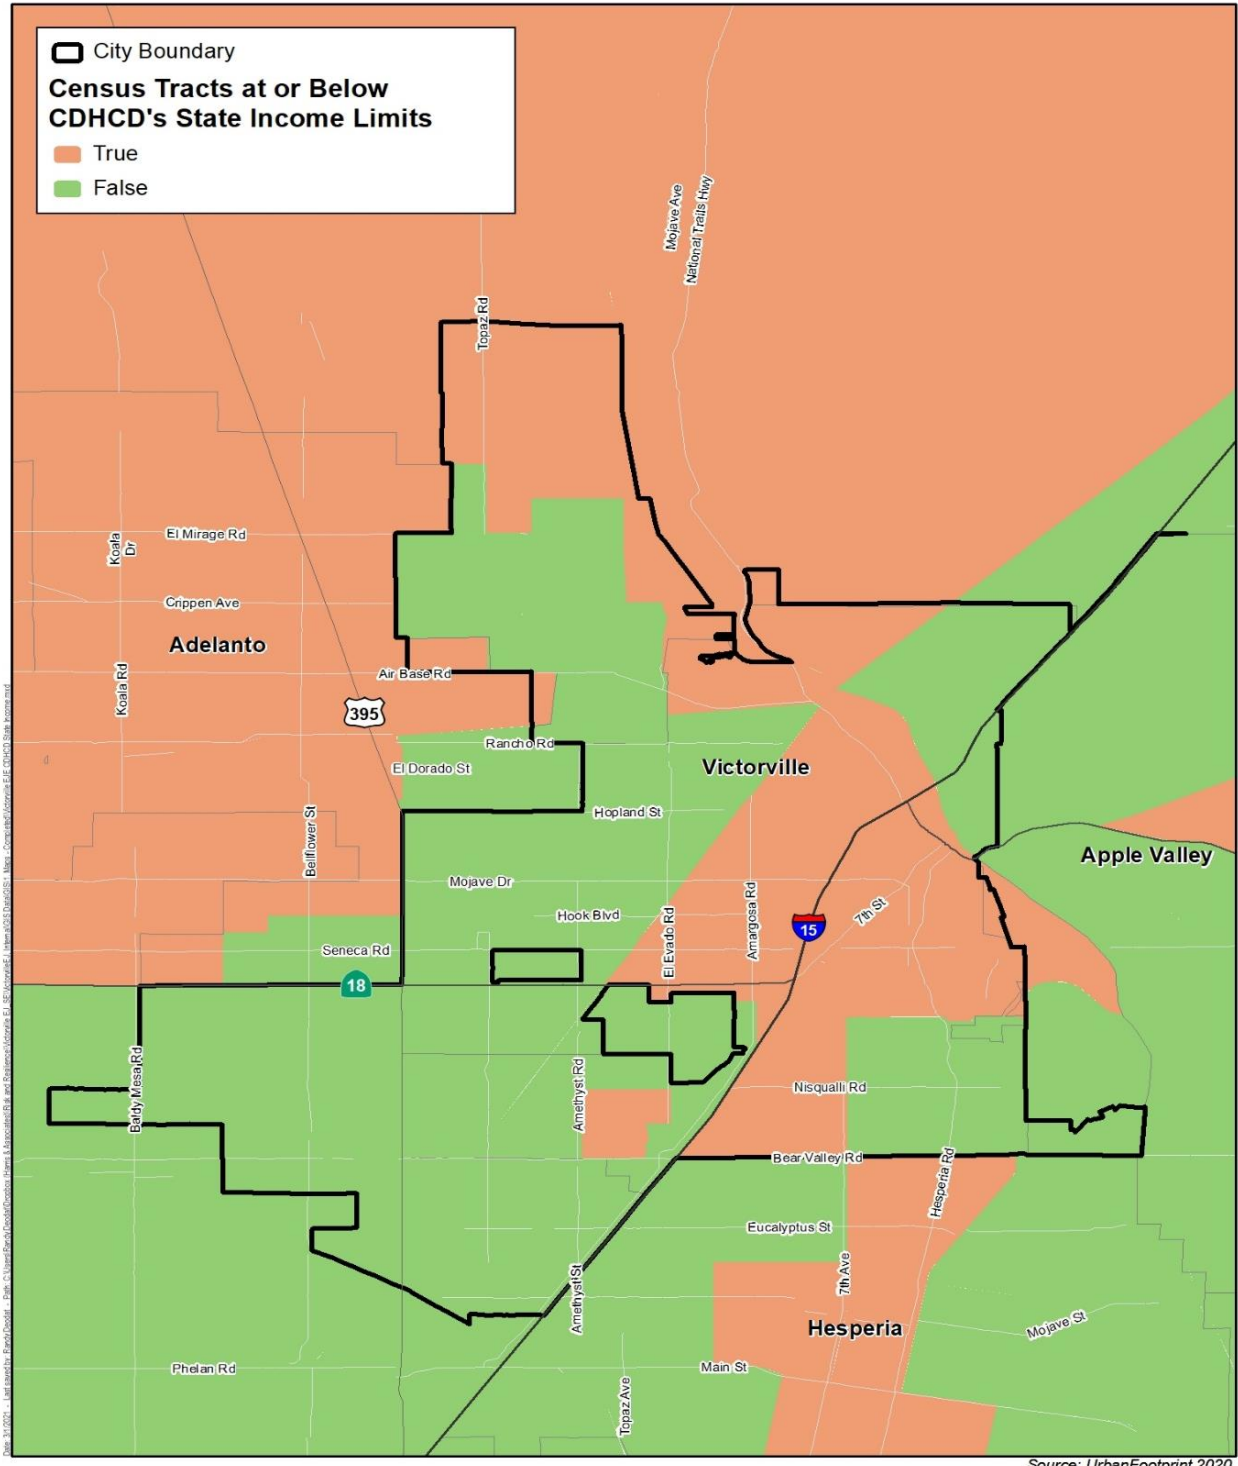 City Boundary
Census Tracts at or Below
CDHCD's State Income Limits
True
False
Mojave Ave
National Trails Hwy
Topaz Rd
El Mirage Rd
Koala
Dr
Crippen Ave
Adelanto
Air Base Rd
Koala Rd
395
Rancho Rd
El Dorado St
Victorville
Hopland St
Bellflower St
Apple Valley
Mojave Dr
Hook Blvd
El Evado Rd
Amargosa Rd
7th St
15
Seneca Rd
18
Baldy Mesa Rd
Amethyst Rd
Nisqualli Rd
Bear Valley Rd
Hesperia Rd
Eucalyptus St
7th Ave
Amethyst St
Hesperia
Mojave St
Phelan Rd
Main St
Topaz Ave
Source: UrbanFootprint 2020